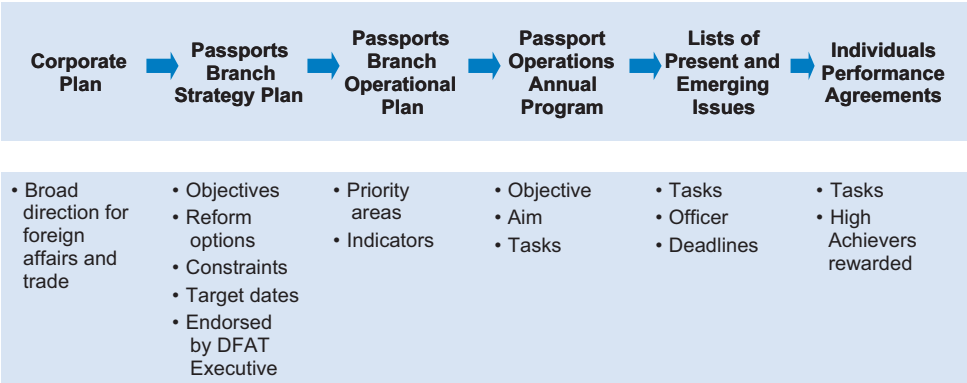 Corporate
Plan
Passports
Branch
Strategy Plan
Passports
Branch
Operational
Plan
Passport
Operations
Annual
Program
Lists of
Present and
Emerging
Issues
Individuals
Performance
Agreements
• Broad
direction for
foreign
affairs and
trade
• Objectives
• Reform
options
• Constraints
• Target dates
• Endorsed
by DFAT
Executive
• Priority
areas
• Indicators
• Objective
• Aim
• Tasks
• Tasks
• Officer
• Deadlines
• Tasks
• High
Achievers
rewarded